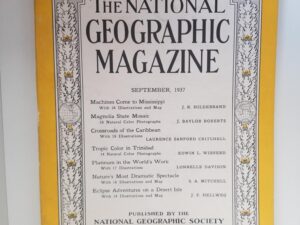 THE NATIONAL
GEOGRAPHIC
MAGAZINE
SEPTEMBER, 1937
Machines Come to Mississippi
With 16 Illustrations and Map J. R. HILDEBRAND
Magnolia State Mosaic
16 Natural Color Photographs J. BAYLOR ROBERTS
Crossroads of the Caribbean
With 19 Illustrations LAURENCE SANFORD CRITCHELL
Tropic Color in Trinidad
14 Natural Color Photographs EDWIN L. WISHERD
Platinum in the World's Work
With 17 Illustrations LONNELLE DAVISON
Nature's Most Dramatic Spectacle
With 16 Illustrations and Map S. A. MITCHELL
Eclipse Adventures on a Desert Isle
With 18 Illustrations and Map J. F. HELLWEG
PUBLISHED BY THE
NATIONAL GEOGRAPHIC SOCIETY